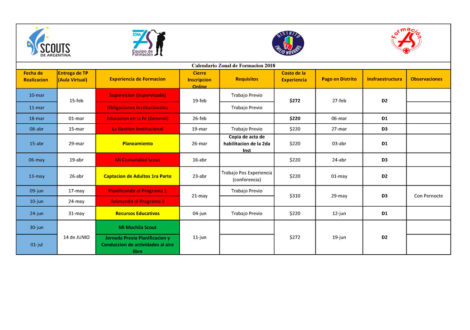 SCOUTS
DE ARGENTINA
Equipo de
Formación
Calendario Zonal de Formacion 2018
Fecha de Realizacion Entrega de TP (Aula Virtual) Experiencia de Formacion Cierre Inscripcion Online Requisitos Costo de la Experiencia Pago en Distrito Insfraestructura Observaciones
10-mar 15-feb Supervision (Supervisado) 19-feb Trabajo Previo $272 27-feb D2
11-mar Obligaciones Institucionales Trabajo Previo
18-mar 01-mar Educacion en la Fe (General) 26-feb $220 06-mar D1
08-abr 15-mar La Gestion Institucional 19-mar Trabajo Previo $220 27-mar D3
15-abr 29-mar Planeamiento 26-mar Copia de acto de habilitacion de la 2da Inst $220 03-abr D1
06-may 19-abr Mi Comunidad Scout 16-abr $220 24-abr D3
13-may 26-abr Captacion de Adultos 1ra Parte 23-abr Trabajo Pos Experiencia (conferencia) $220 01-may D2
09-jun 17-may Planificando el Programa 1 21-may Trabajo Previo $310 29-may D3 Con Pernocte
10-jun 24-may Animando el Programa 2
24-jun 31-may Recursos Educativos 04-jun Trabajo Previo $220 12-jun D1
30-jun 14 de JUNIO Mi Mochila Scout 11-jun $272 19-jun D2
01-jul Jornada Previa Planificacion y Conduccion de actividades al aire libre